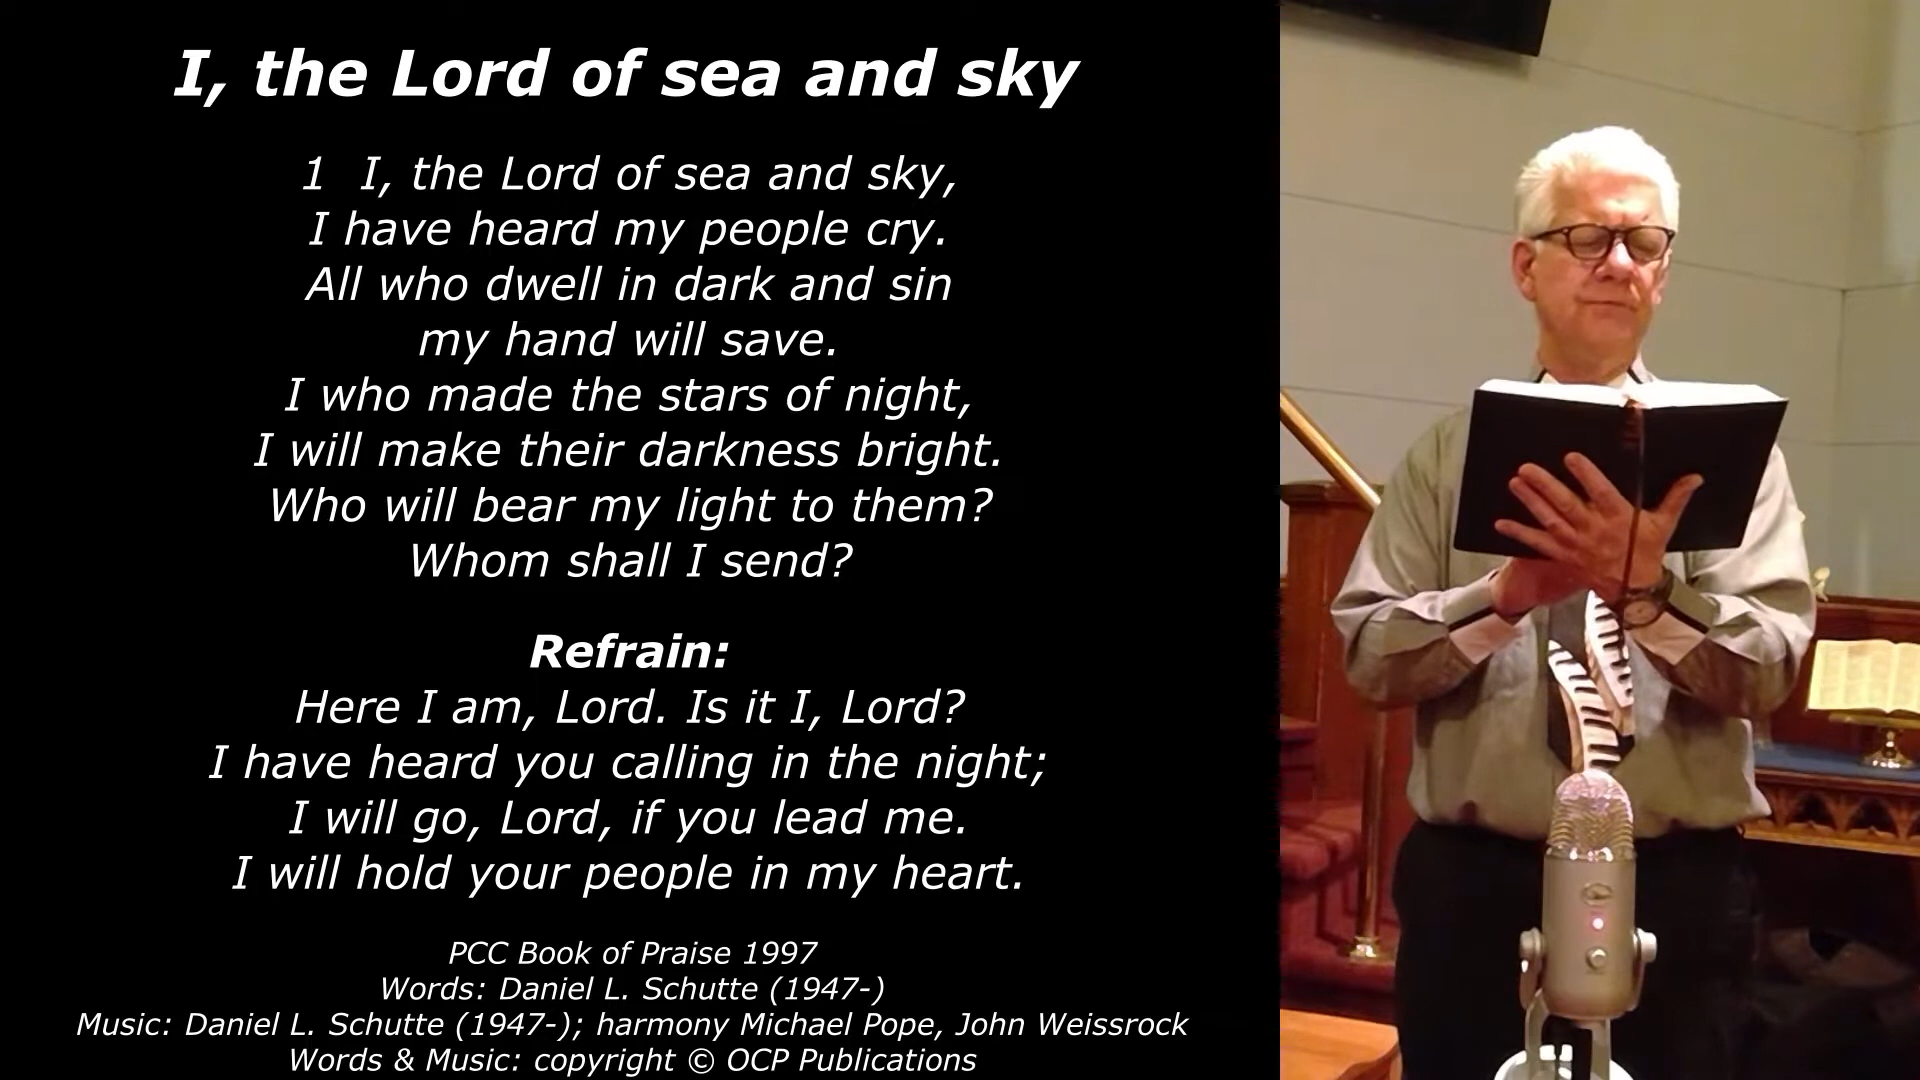 I, the Lord of sea and sky
1 I, the Lord of sea and sky,
I have heard my people cry.
All who dwell in dark and sin
my hand will save.
I who made the stars of night,
I will make their darkness bright.
Who will bear my light to them?
Whom shall I send?
Refrain:
Here I am, Lord. Is it I, Lord?
I have heard you calling in the night;
I will go, Lord, if you lead me.
I will hold your people in my heart.
PCC Book of Praise 1997
Words: Daniel L. Schutte (1947-)
Music: Daniel L. Schutte (1947-); harmony Michael Pope, John Weissrock
Words & Music: copyright © OCP Publications